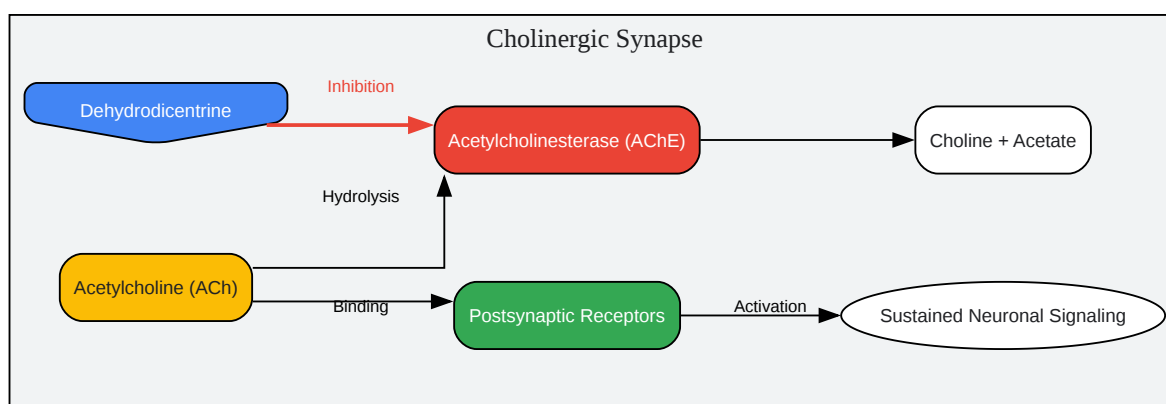 Cholinergic Synapse
Inhibition
Dehydrodicentrine
Acetylcholinesterase (AChE)
Choline + Acetate
Hydrolysis
Acetylcholine (ACh)
Binding
Postsynaptic Receptors
Activation
Sustained Neuronal Signaling